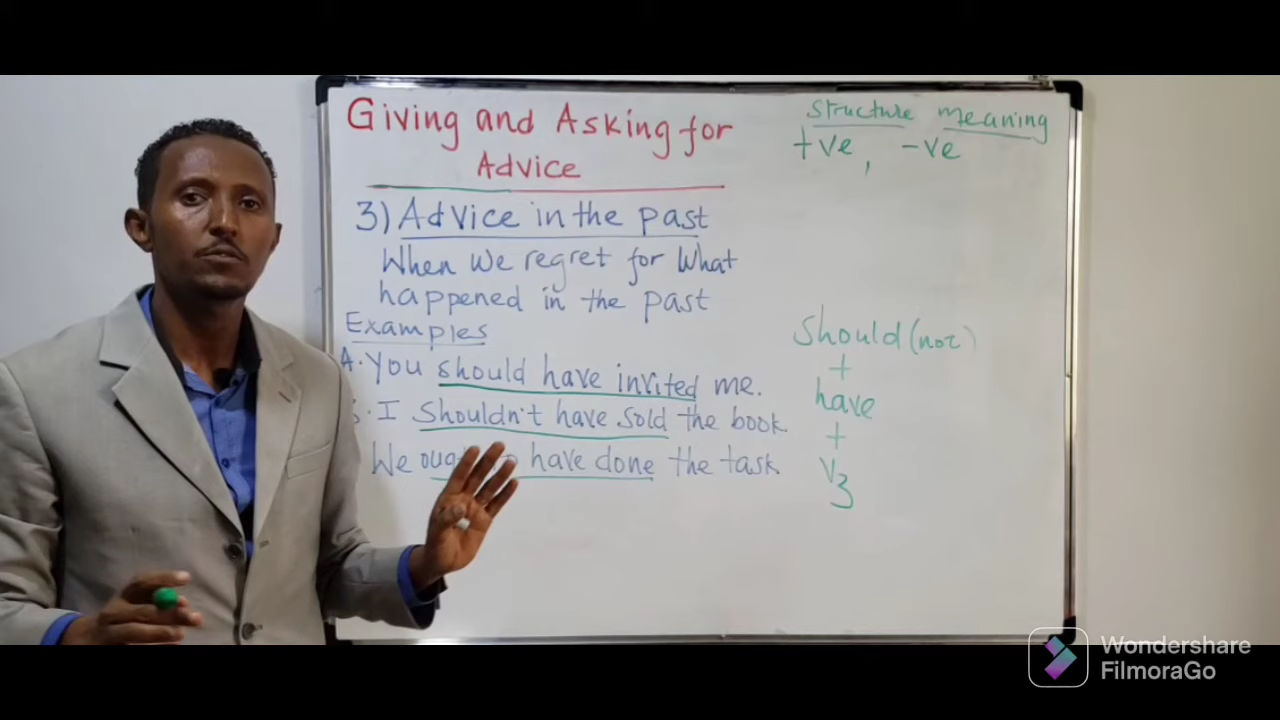 Giving and Asking for
Advice
3) Advice in the past
When we regret for what
happened in the past
Examples
A. You should have invited me.
I shouldn't have sold the book.
We have done the task.
structure meaning
+ve, -ve
Should (not)
+
have
+
V3
Wondershare
FilmoraGo